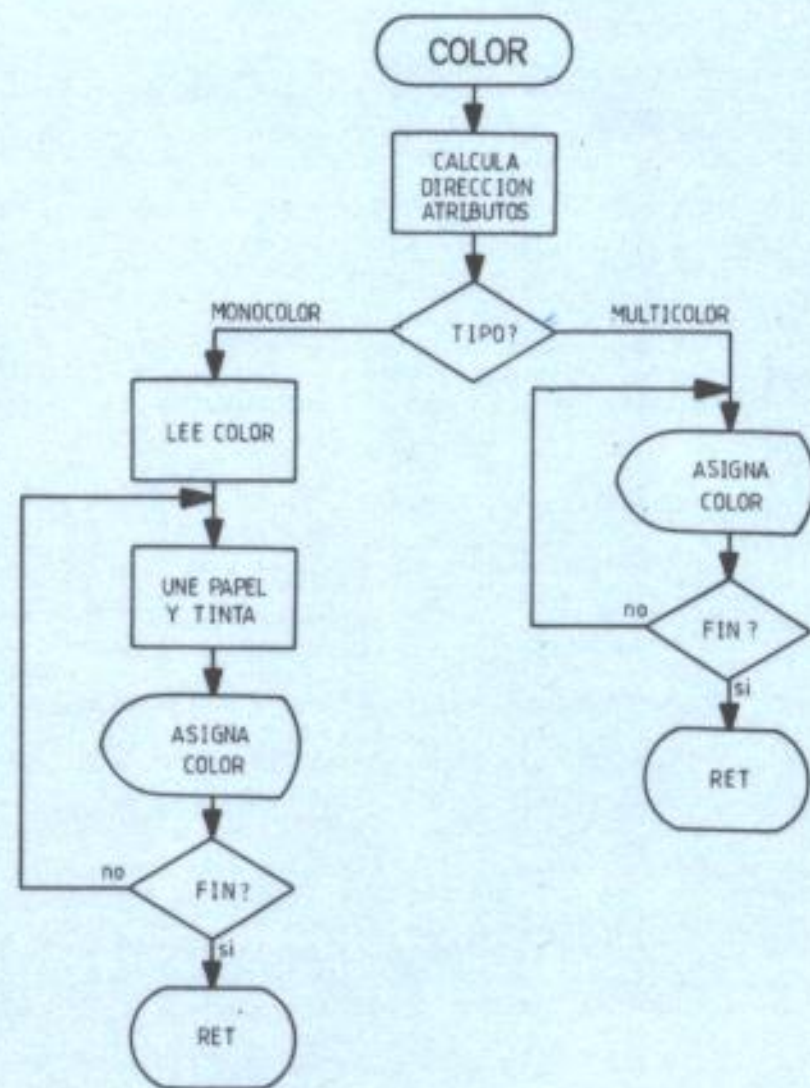 COLOR
CALCULA
DIRECCION
ATRIBUTOS
TIPO?
MONOCOLOR
MULTICOLOR
LEE COLOR
UNE PAPEL
Y TINTA
ASIGNA
COLOR
FIN?
no
si
RET
ASIGNA
COLOR
FIN?
no
si
RET